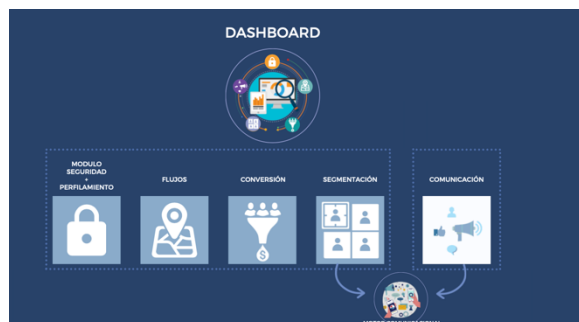 DASHBOARD
MODULO
SEGURIDAD
+
PERFILAMIENTO
FLUJOS
CONVERSIÓN
SEGMENTACIÓN
COMUNICACIÓN